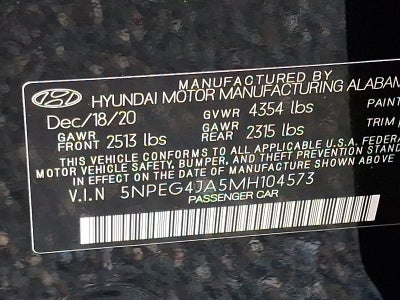 MANUFACTURED BY
HYUNDAI MOTOR MANUFACTURING ALABAM
Dec/18/20 GVWR 4354 lbs PAINT
GAWR FRONT 2513 lbs GAWR REAR 2315 lbs TRIM
THIS VEHICLE CONFORMS TO ALL APPLICABLE U.S.A. FEDERA
MOTOR VEHICLE SAFETY, BUMPER, AND THEFT PREVENTION STAND
IN EFFECT ON THE DATE OF MANUFACTURE SHOWN ABOVE
V.I.N 5NPEG4JA5MH104573
PASSENGER CAR